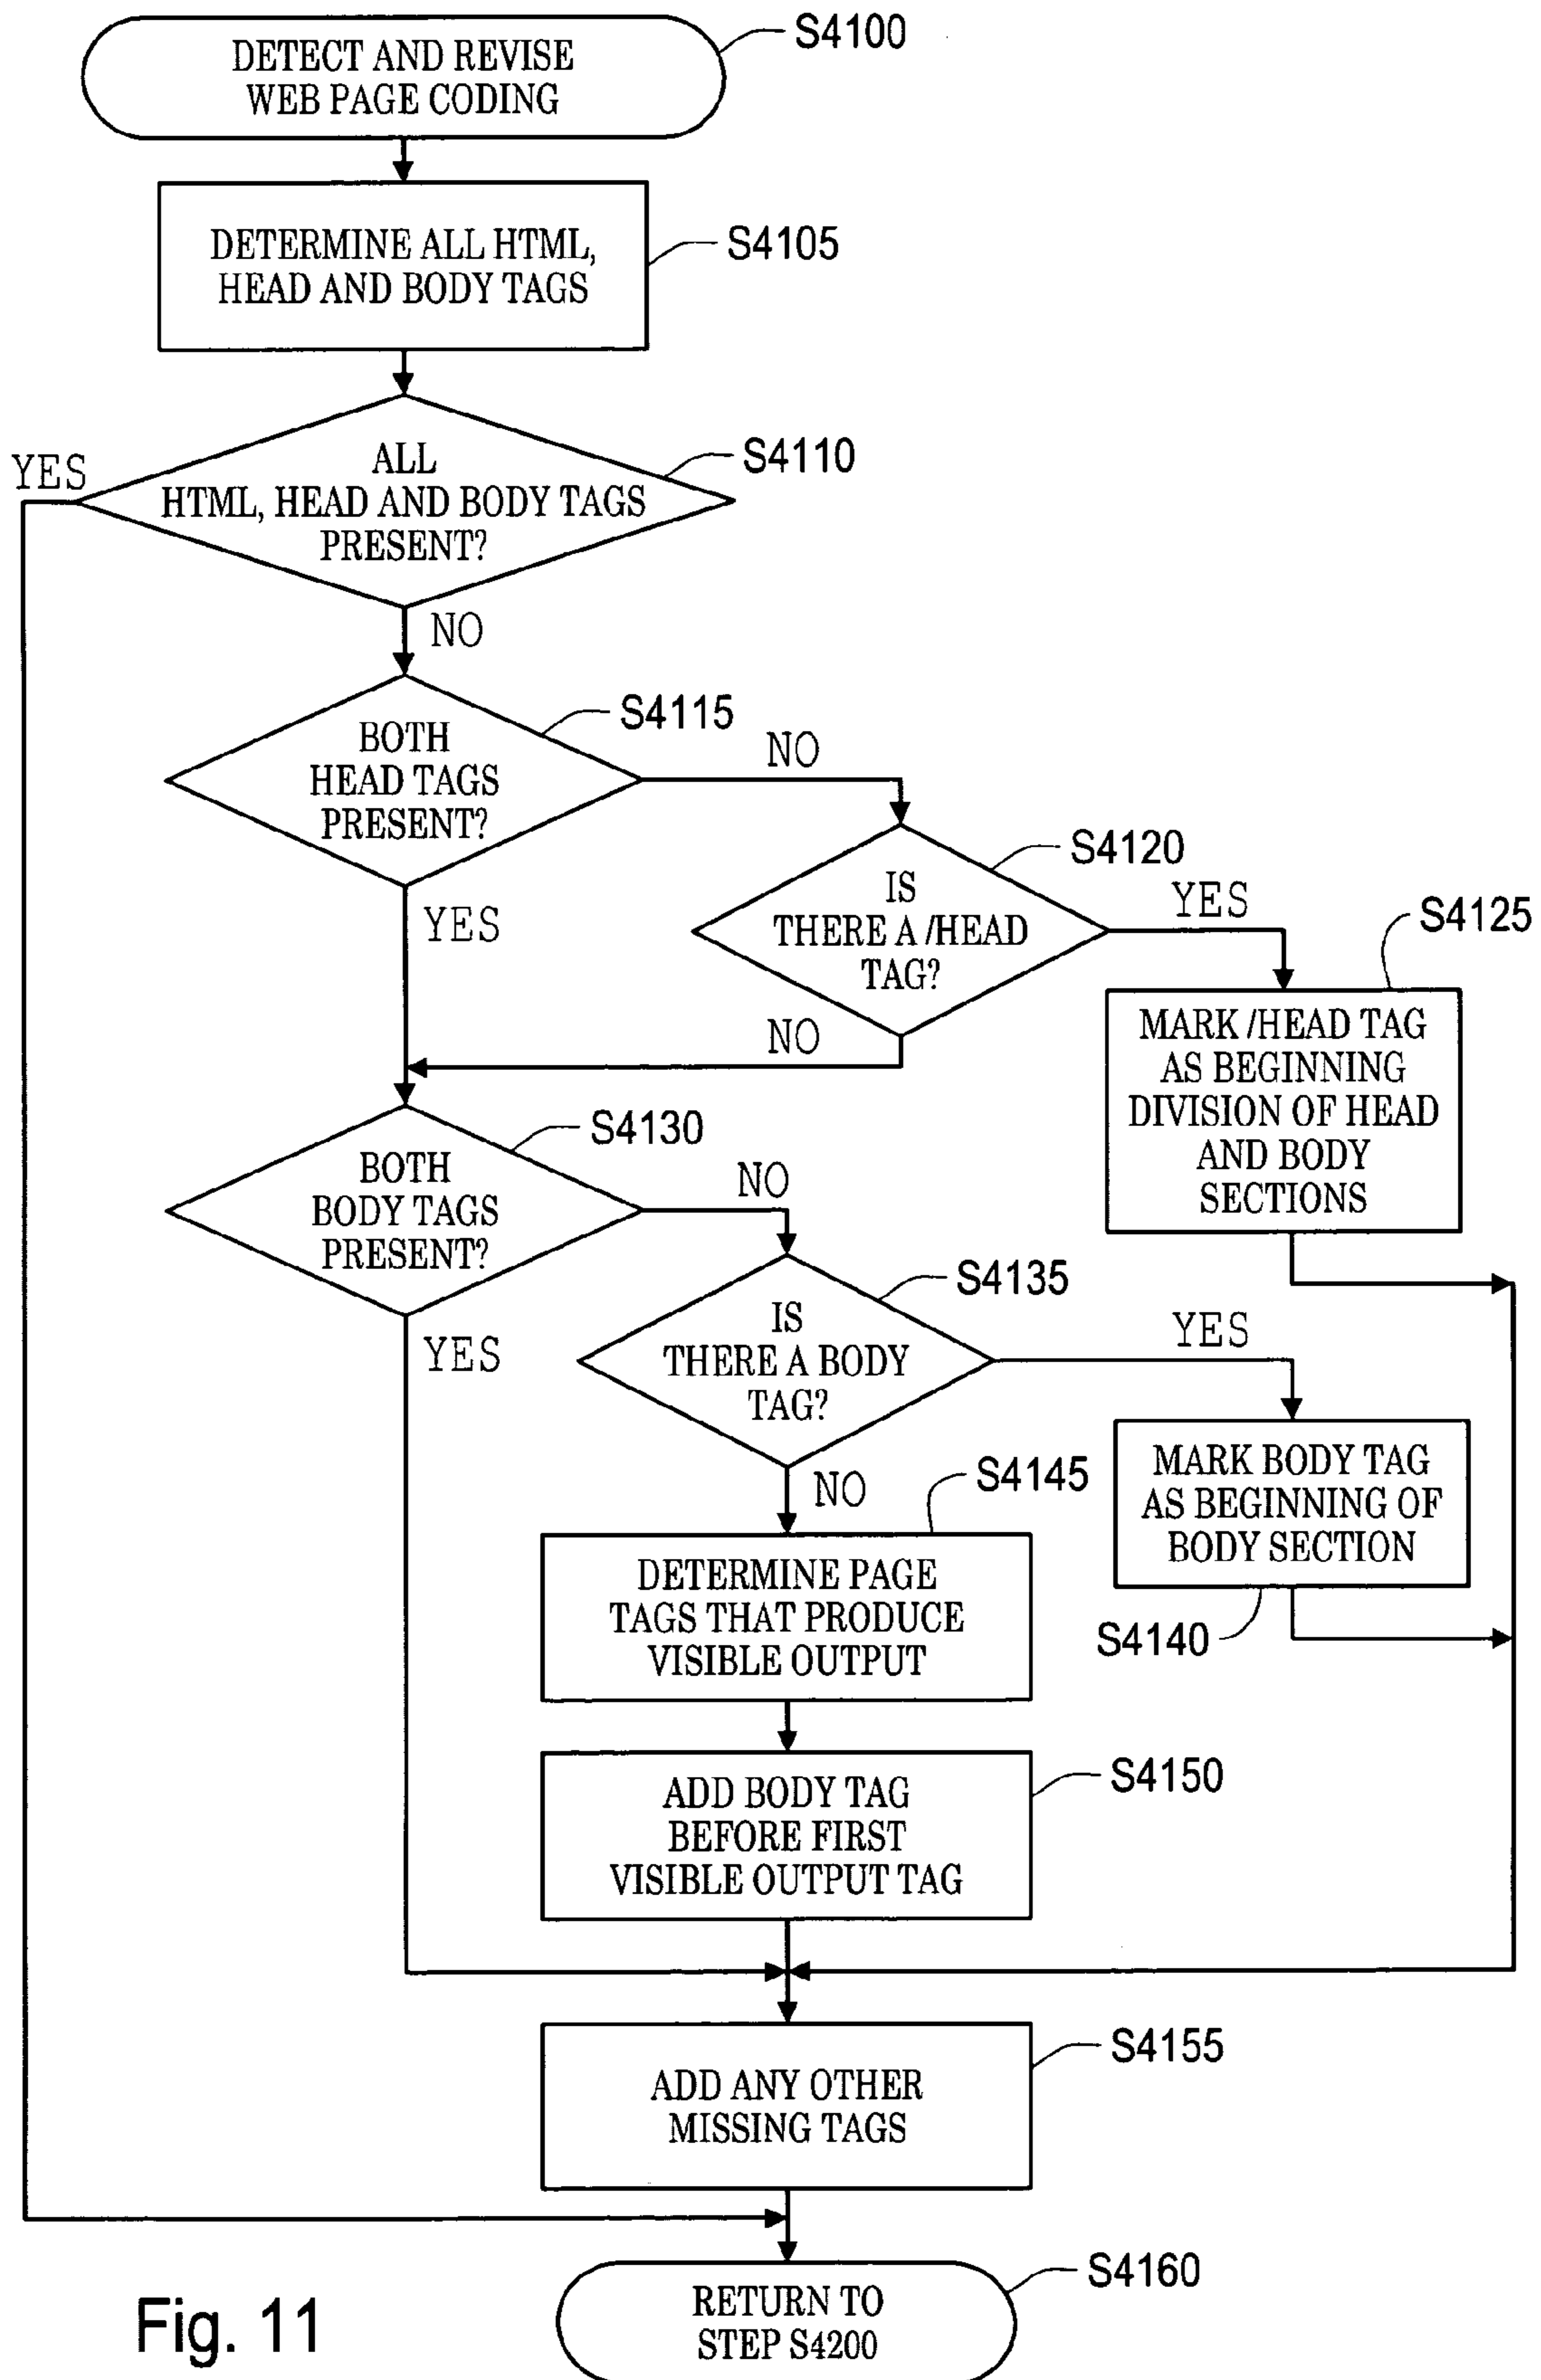 S4100
DETECT AND REVISE
WEB PAGE CODING
S4105
DETERMINE ALL HTML,
HEAD AND BODY TAGS
S4110
YES
ALL
HTML, HEAD AND BODY TAGS
PRESENT?
NO
S4115
BOTH
HEAD TAGS
PRESENT?
NO
YES
S4120
IS
THERE A /HEAD
TAG?
YES
NO
S4125
MARK /HEAD TAG
AS BEGINNING
DIVISION OF HEAD
AND BODY
SECTIONS
S4130
BOTH
BODY TAGS
PRESENT?
NO
YES
S4135
IS
THERE A BODY
TAG?
YES
NO
MARK BODY TAG
AS BEGINNING OF
BODY SECTION
S4140
S4145
DETERMINE PAGE
TAGS THAT PRODUCE
VISIBLE OUTPUT
S4150
ADD BODY TAG
BEFORE FIRST
VISIBLE OUTPUT TAG
S4155
ADD ANY OTHER
MISSING TAGS
S4160
RETURN TO
STEP S4200
Fig. 11